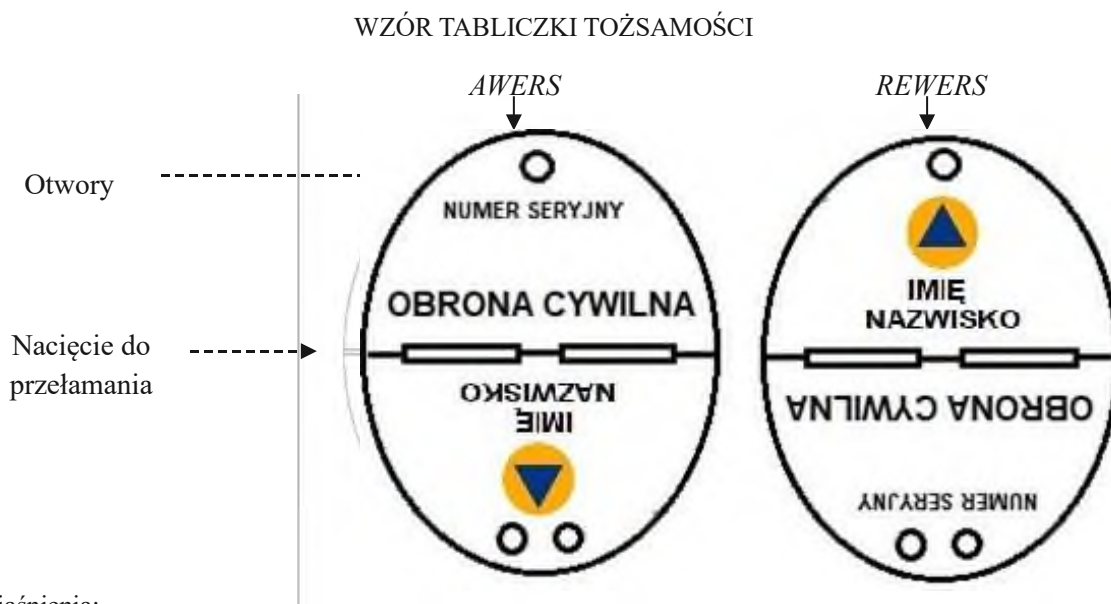 WZÓR TABLICZKI TOŻSAMOŚCI
AWERS
REWERS
Otwory
NUMER SERYJNY
OBRONA CYWILNA
IMIĘ
NAZWISKO
IMIĘ
NAZWISKO
Nacięcie do
przełamania
OBRONA CYWILNA
NUMER SERYJNY